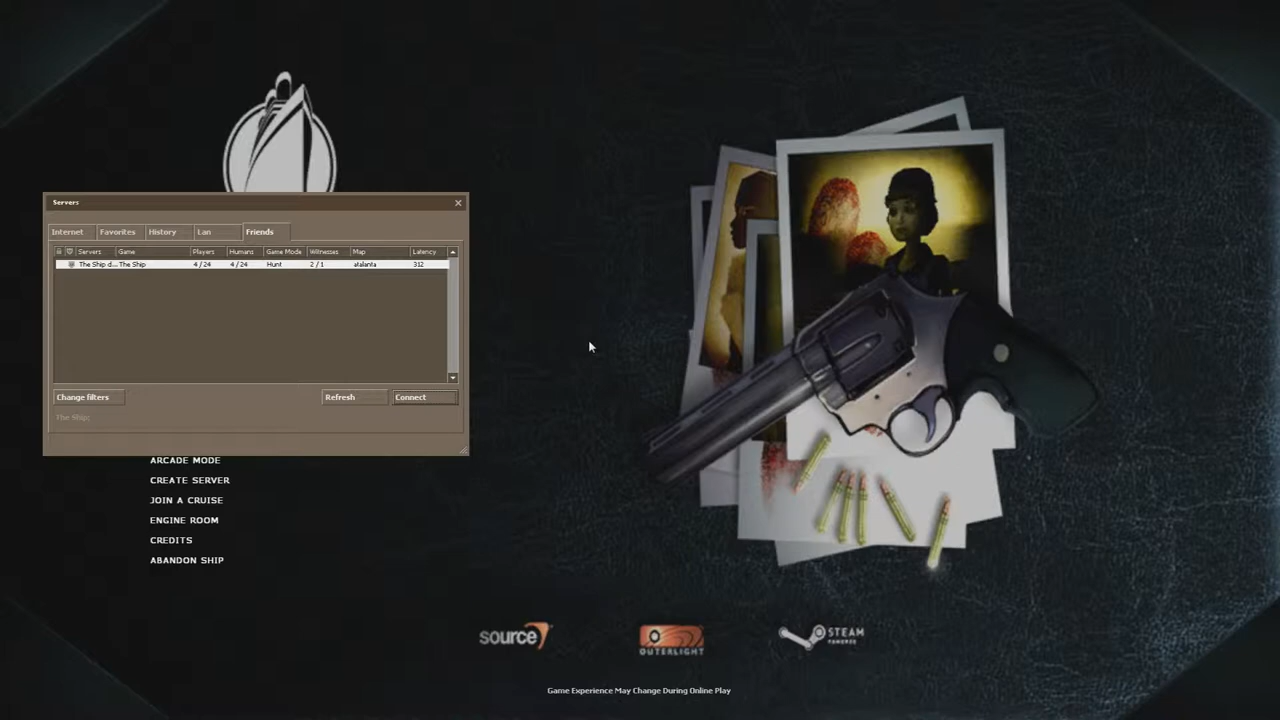 Servers
Internet Favorites History Lan Friends
Servers Game Players Humans Game Mode Witnesses Map Latency
The Ship d... The Ship 4 / 24 4 / 24 Hunt 2 / 1 atalanta 312
Change filters Refresh Connect
The Ship:
ARCADE MODE
CREATE SERVER
JOIN A CRUISE
ENGINE ROOM
CREDITS
ABANDON SHIP
source OUTERLIGHT STEAM
Game Experience May Change During Online Play